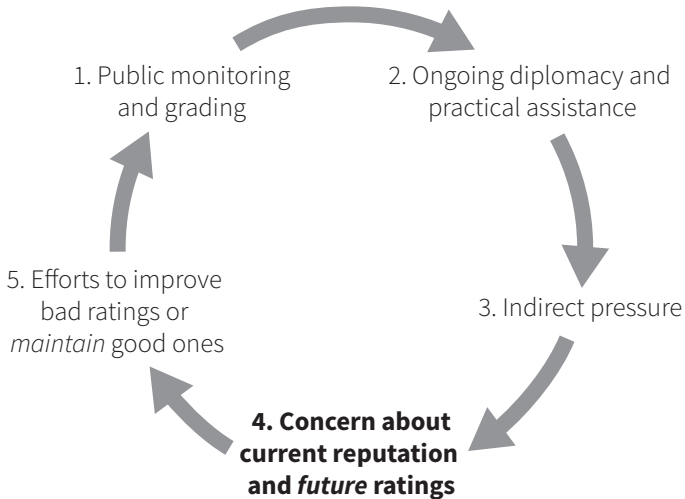 1. Public monitoring
and grading
2. Ongoing diplomacy and
practical assistance
3. Indirect pressure
4. Concern about
current reputation
and future ratings
5. Efforts to improve
bad ratings or
maintain good ones